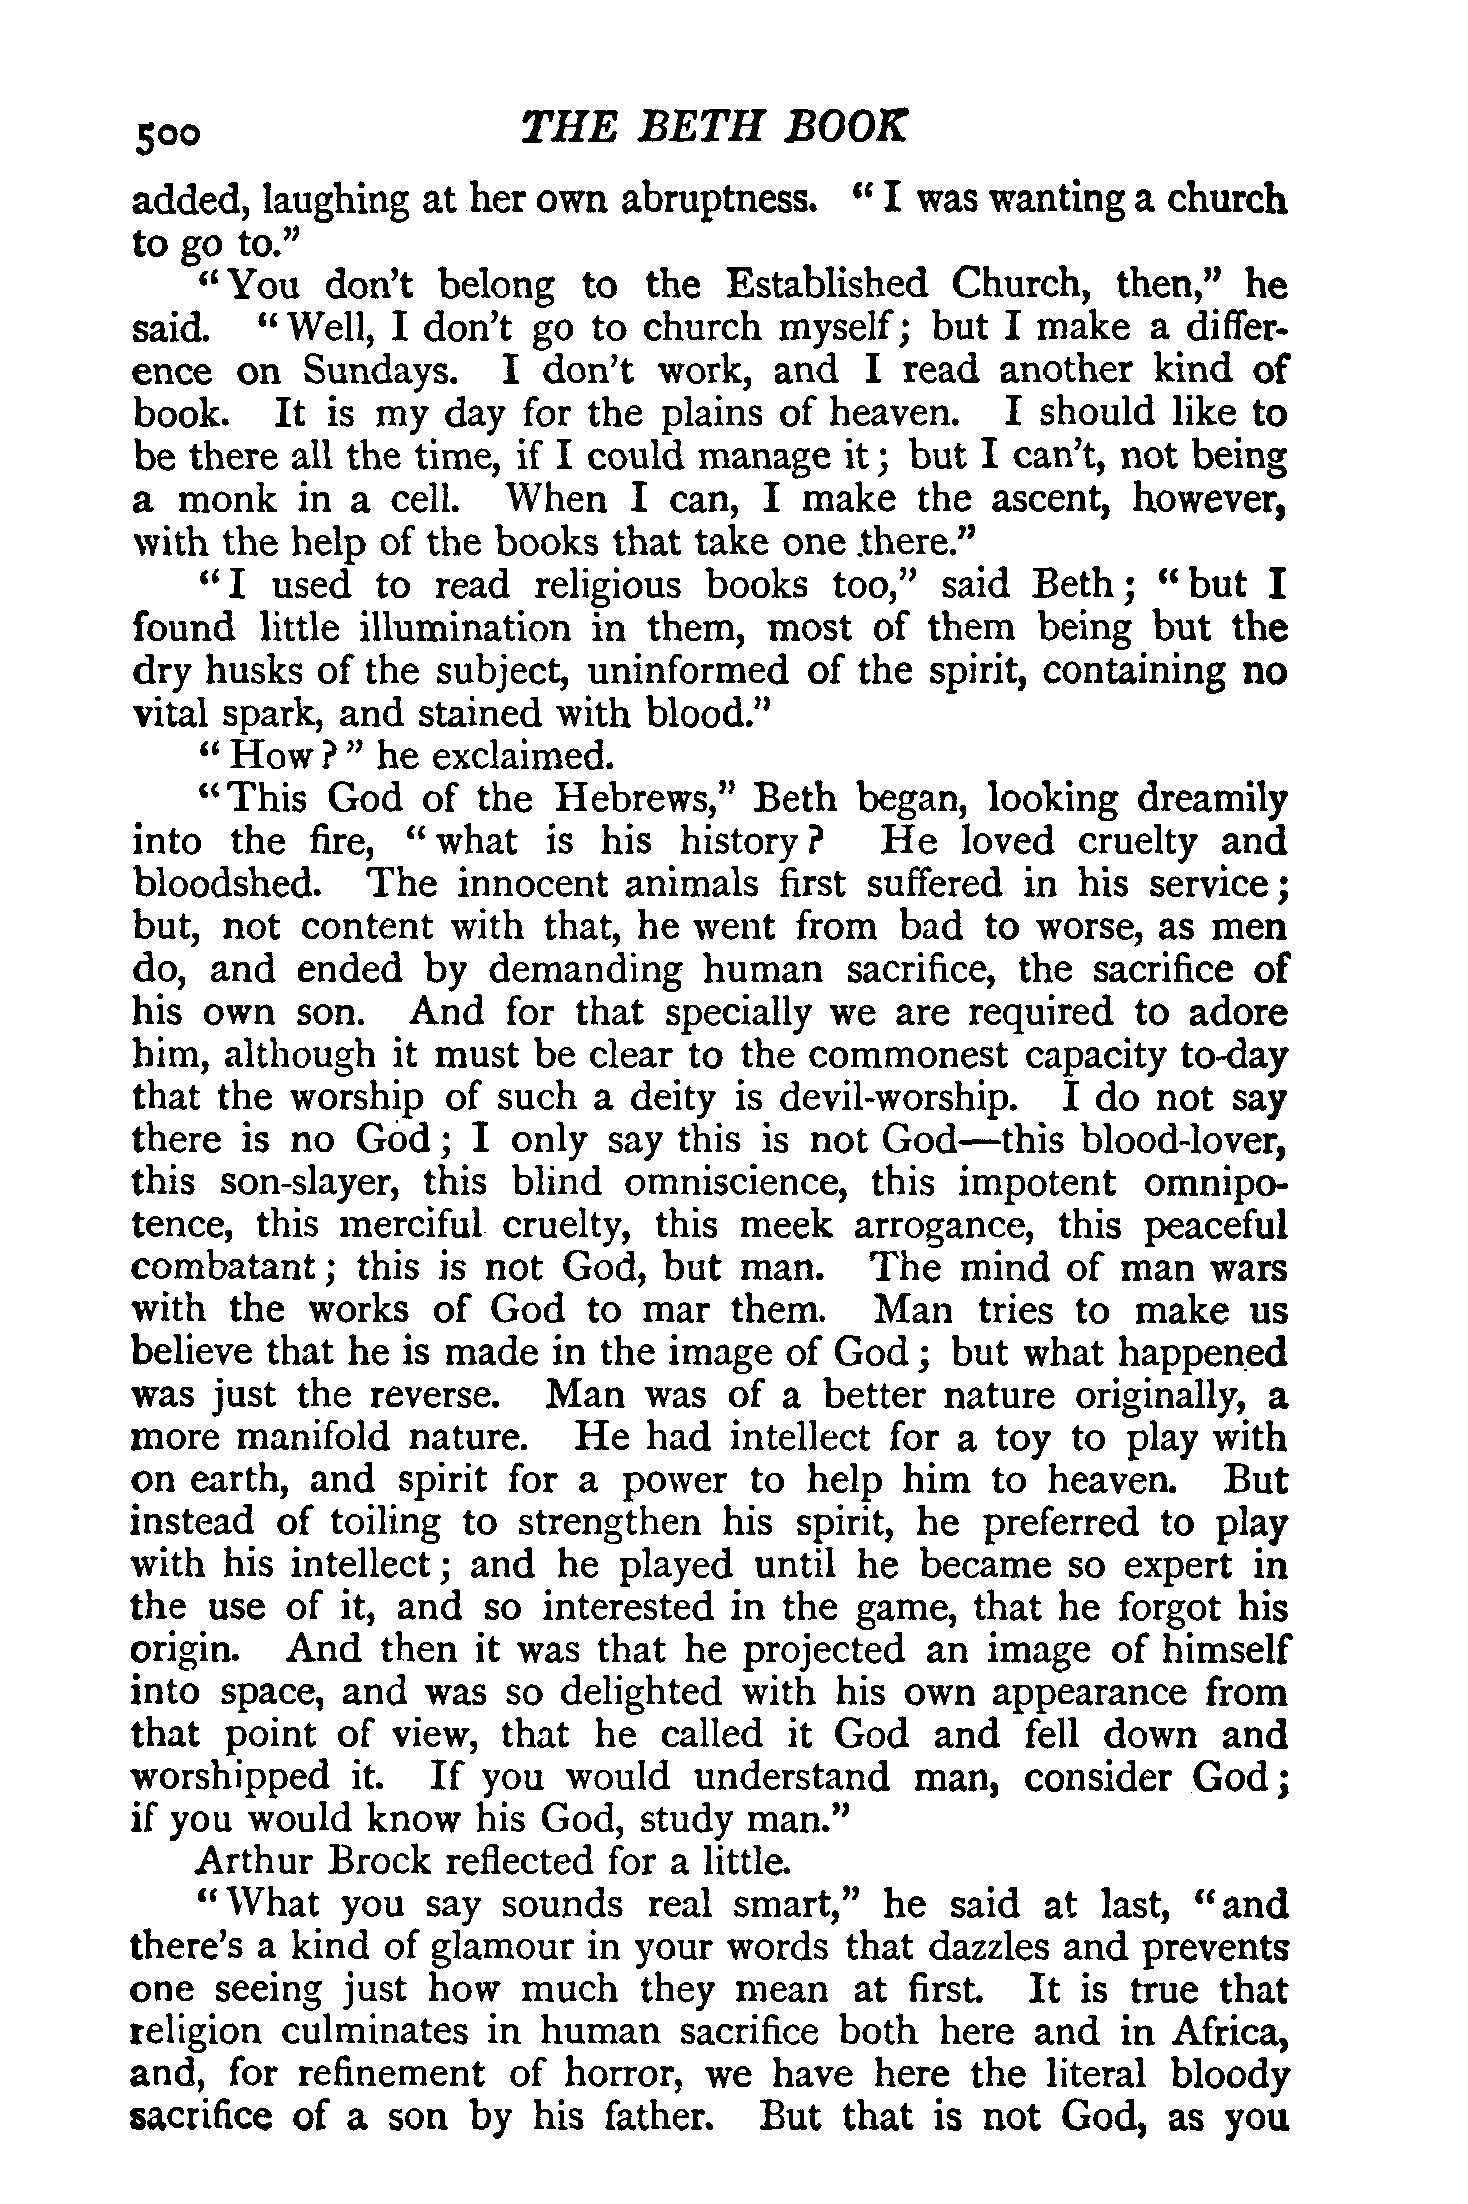 500 THE BETH BOOK
added, laughing at her own abruptness. “ I was wanting a church
to go to.”
“ You don’t belong to the Established Church, then,” he
said. “ Well, I don’t go to church myself ; but I make a differ-
ence on Sundays. I don’t work, and I read another kind of
book. It is my day for the plains of heaven. I should like to
be there all the time, if I could manage it ; but I can’t, not being
a monk in a cell. When I can, I make the ascent, however,
with the help of the books that take one there.”
“ I used to read religious books too,” said Beth ; “ but I
found little illumination in them, most of them being but the
dry husks of the subject, uninformed of the spirit, containing no
vital spark, and stained with blood.”
“ How ? ” he exclaimed.
“ This God of the Hebrews,” Beth began, looking dreamily
into the fire, “ what is his history ? He loved cruelty and
bloodshed. The innocent animals first suffered in his service ;
but, not content with that, he went from bad to worse, as men
do, and ended by demanding human sacrifice, the sacrifice of
his own son. And for that specially we are required to adore
him, although it must be clear to the commonest capacity to-day
that the worship of such a deity is devil-worship. I do not say
there is no God ; I only say this is not God—this blood-lover,
this son-slayer, this blind omniscience, this impotent omnipo-
tence, this merciful cruelty, this meek arrogance, this peaceful
combatant ; this is not God, but man. The mind of man wars
with the works of God to mar them. Man tries to make us
believe that he is made in the image of God ; but what happened
was just the reverse. Man was of a better nature originally, a
more manifold nature. He had intellect for a toy to play with
on earth, and spirit for a power to help him to heaven. But
instead of toiling to strengthen his spirit, he preferred to play
with his intellect ; and he played until he became so expert in
the use of it, and so interested in the game, that he forgot his
origin. And then it was that he projected an image of himself
into space, and was so delighted with his own appearance from
that point of view, that he called it God and fell down and
worshipped it. If you would understand man, consider God ;
if you would know his God, study man.”
Arthur Brock reflected for a little.
“ What you say sounds real smart,” he said at last, “ and
there’s a kind of glamour in your words that dazzles and prevents
one seeing just how much they mean at first. It is true that
religion culminates in human sacrifice both here and in Africa,
and, for refinement of horror, we have here the literal bloody
sacrifice of a son by his father. But that is not God, as you